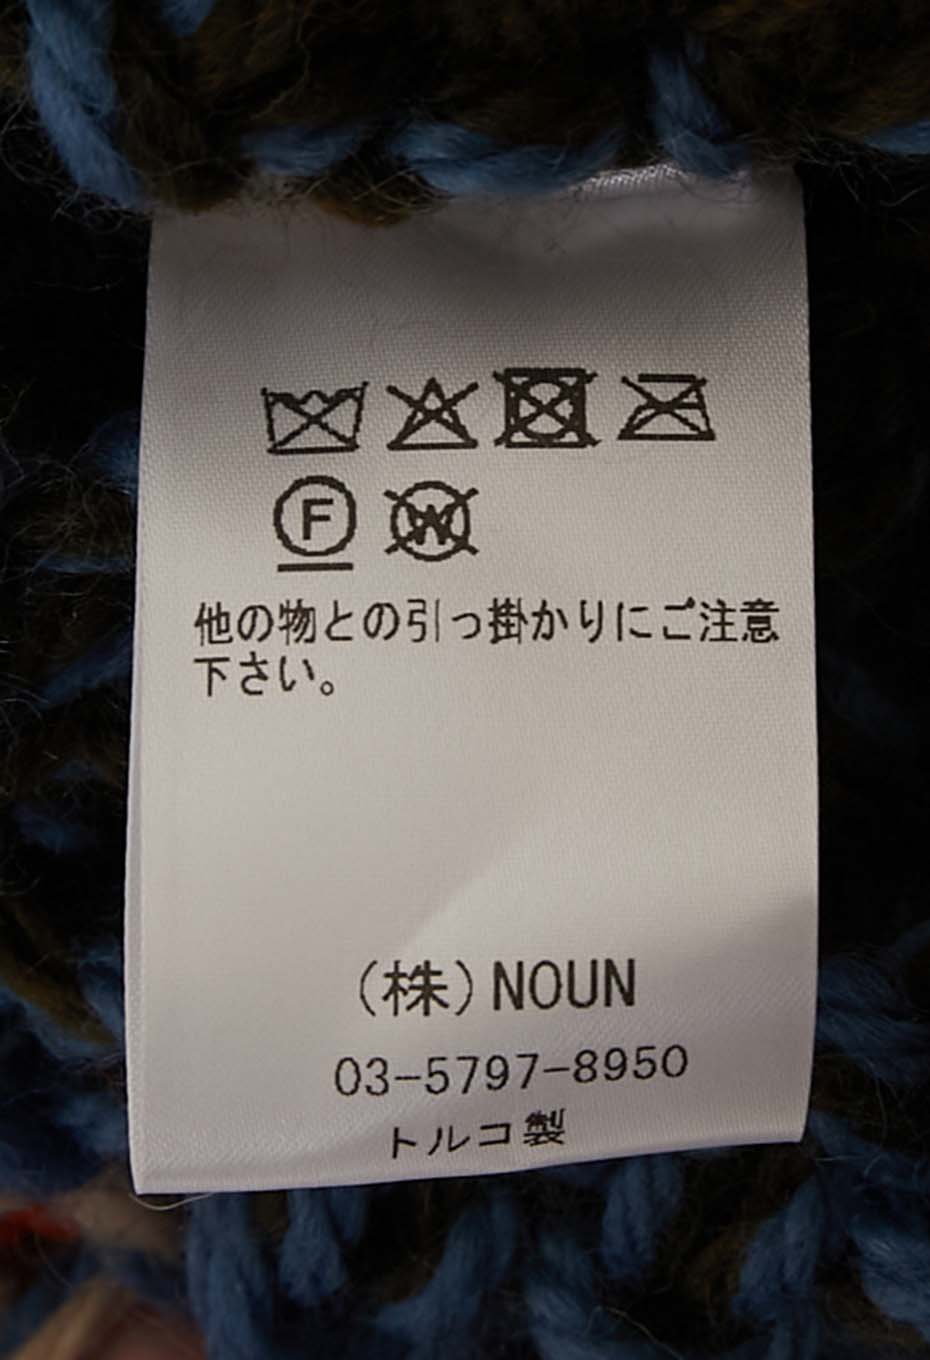 F W
他の物との引っ掛かりにご注意
下さい。
(株)NOUN
03-5797-8950
トルコ製